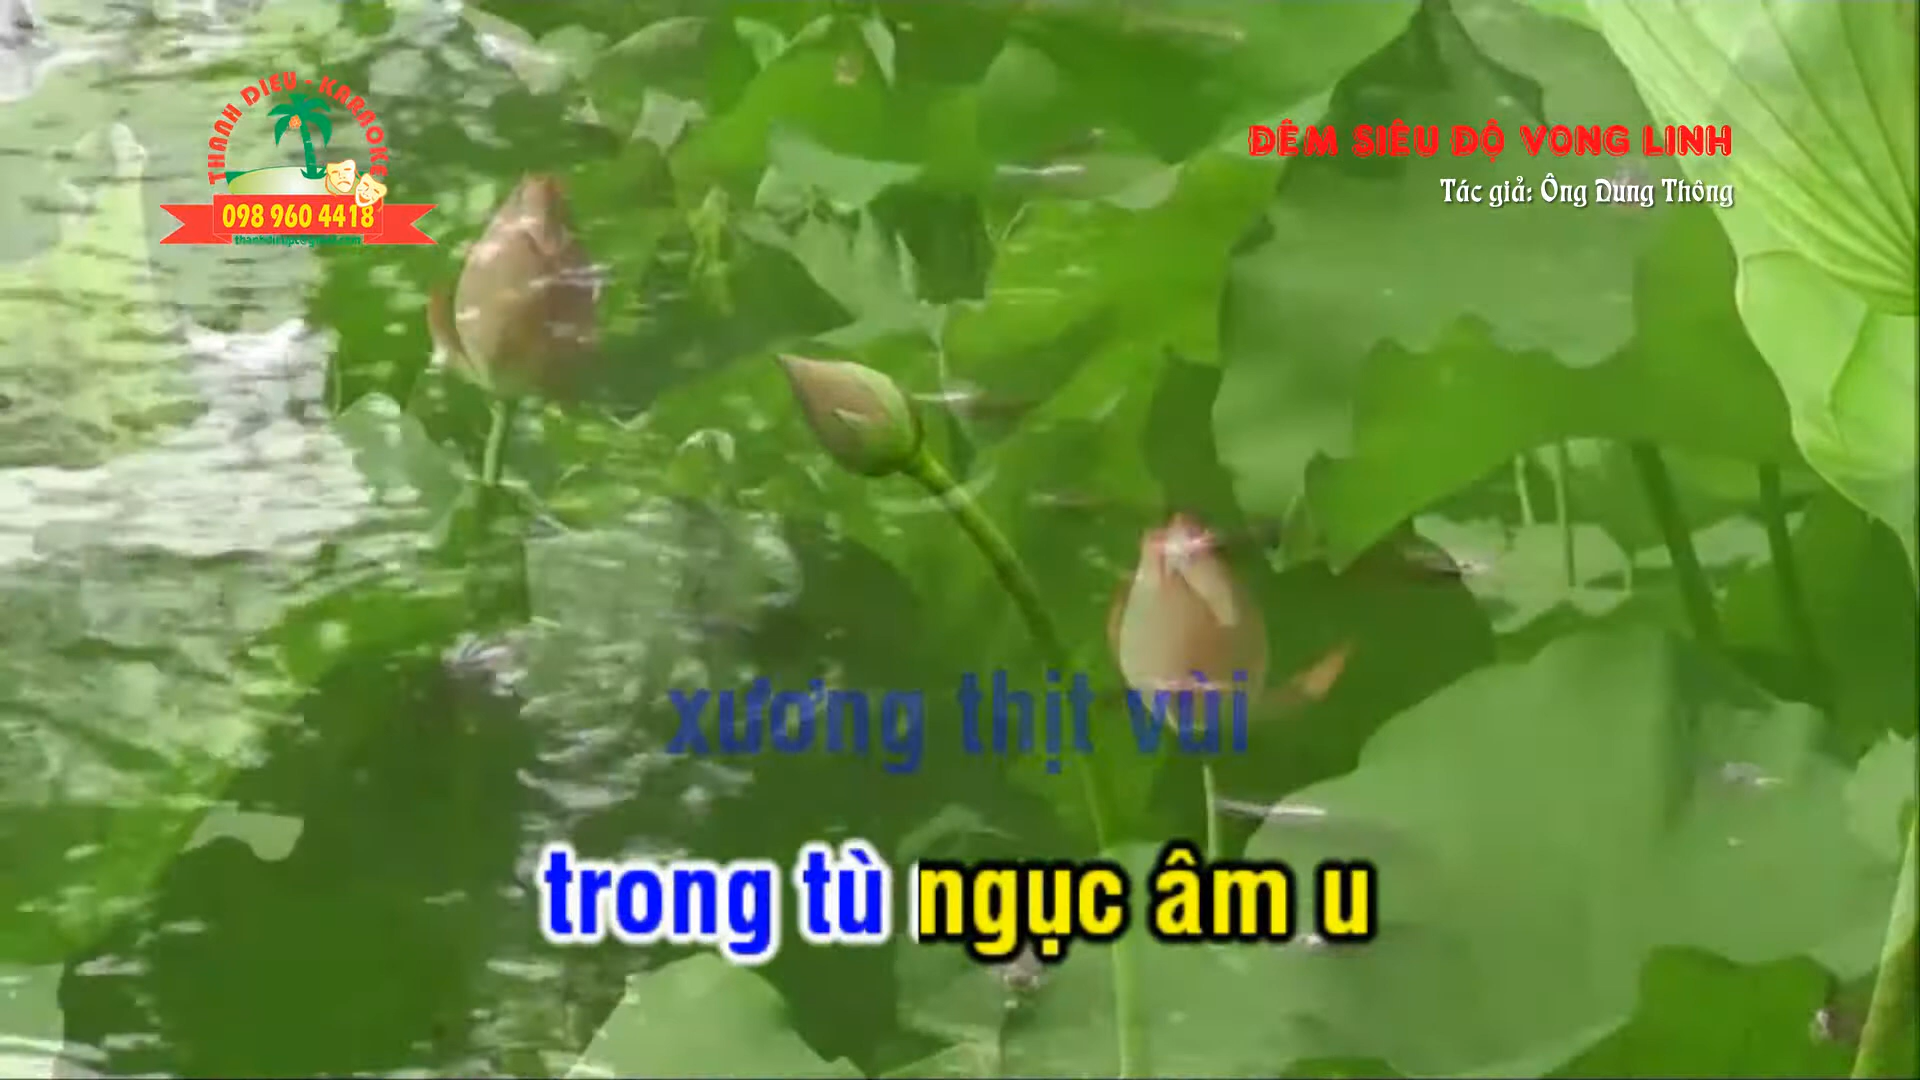 THANH DIEU - KARAOKE
098 960 4418
ĐÊM SIÊU ĐỘ VONG LINH
Tác giả: Ông Dung Thông
xương thịt vùi
trong tù ngục âm u